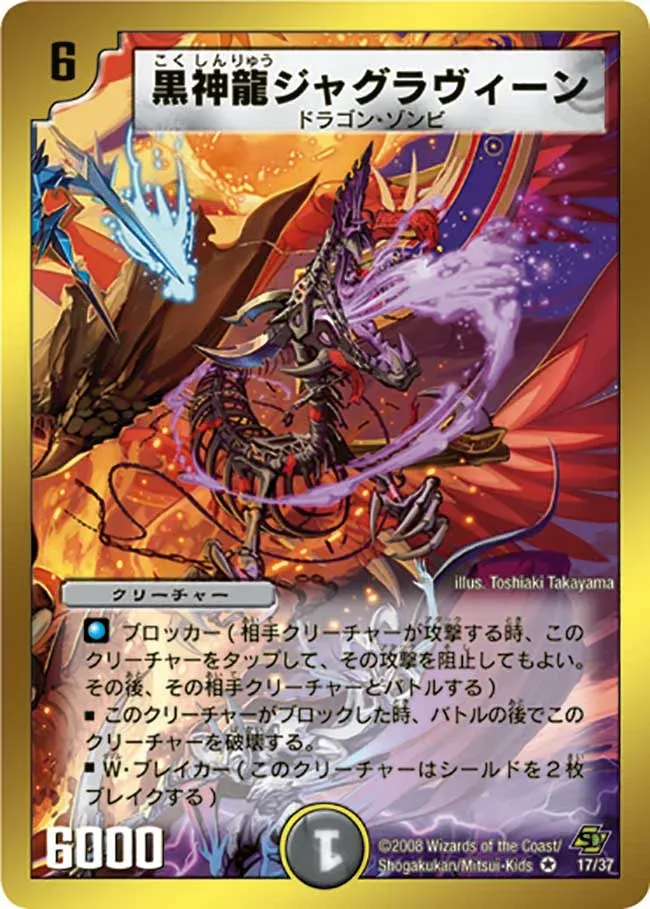 6
こくしんりゅう
黒神龍ジャグラヴィーン
ドラゴン・ゾンビ
illus. Toshiaki Takayama
クリーチャー
ブロッカー(相手クリーチャーが攻撃する時、この
クリーチャーをタップして、その攻撃を阻止してもよい。
その後、その相手クリーチャーとバトルする)
■ このクリーチャーがブロックした時、バトルの後でこの
クリーチャーを破壊する。
■ W・ブレイカー(このクリーチャーはシールドを2枚
ブレイクする)
6000
1
©2008 Wizards of the Coast/
Shogakukan/Mitsui-Kids
17/37